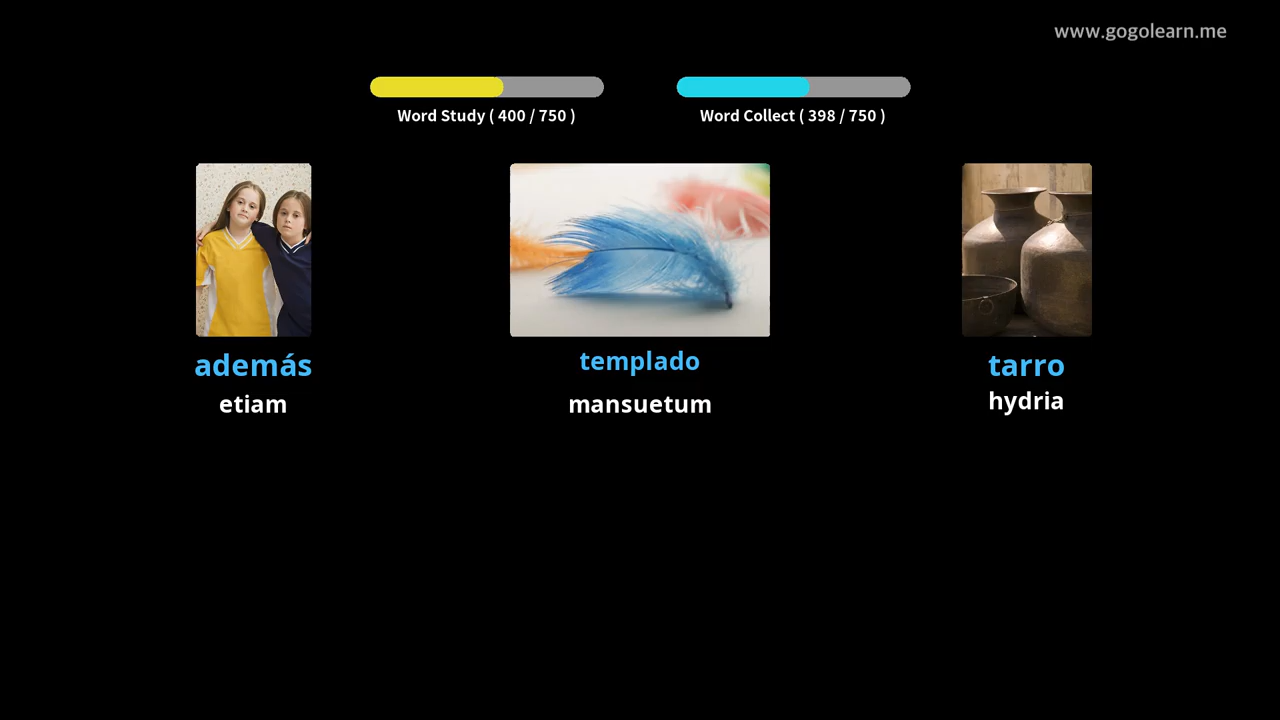 www.gogolearn.me
Word Study ( 400 / 750 )
Word Collect ( 398 / 750 )
además
templado
tarro
etiam
mansuetum
hydria